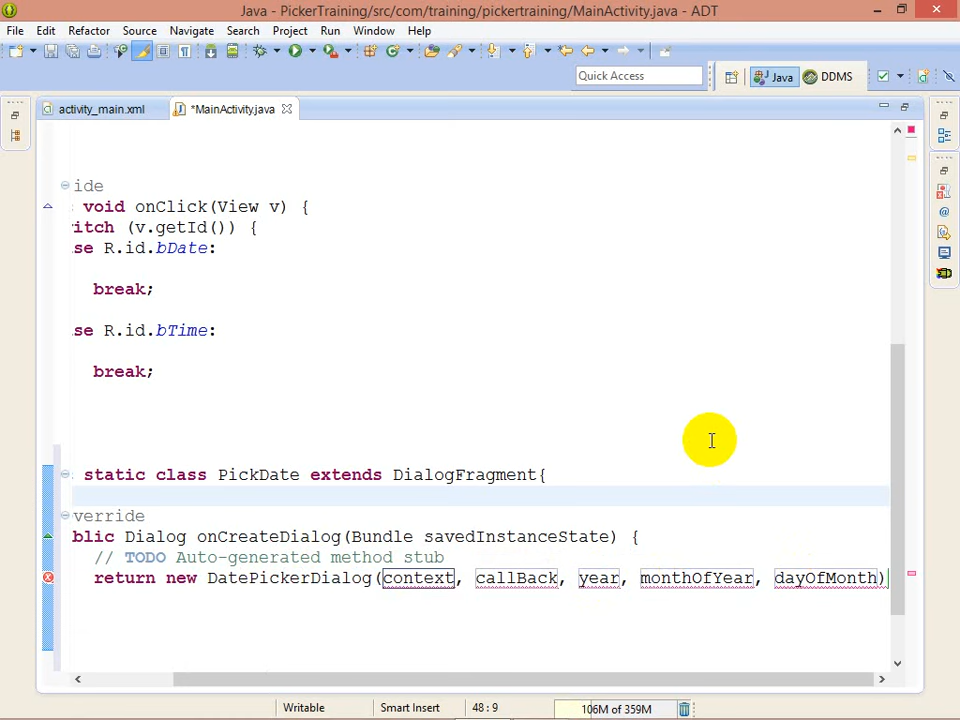 Java - PickerTraining/src/com/training/pickertraining/MainActivity.java - ADT
File Edit Refactor Source Navigate Search Project Run Window Help
Quick Access
Java
DDMS
activity_main.xml
*MainActivity.java
ide
void onClick(View v) {
itch (v.getId()) {
se R.id.bDate:
break;
se R.id.bTime:
break;
static class PickDate extends DialogFragment{
verride
blic Dialog onCreateDialog(Bundle savedInstanceState) {
// TODO Auto-generated method stub
return new DatePickerDialog(context, callBack, year, monthOfYear, dayOfMonth)
Writable Smart Insert 48 : 9 106M of 359M